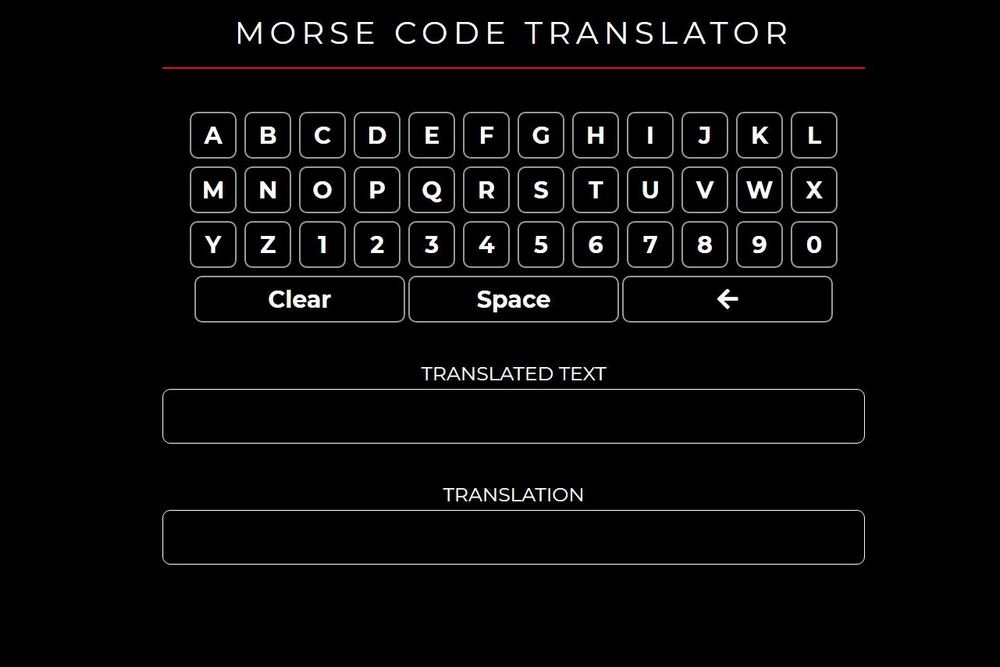 MORSE CODE TRANSLATOR
A B C D E F G H I J K L
M N O P Q R S T U V W X
Y Z 1 2 3 4 5 6 7 8 9 0
Clear Space ←
TRANSLATED TEXT
TRANSLATION